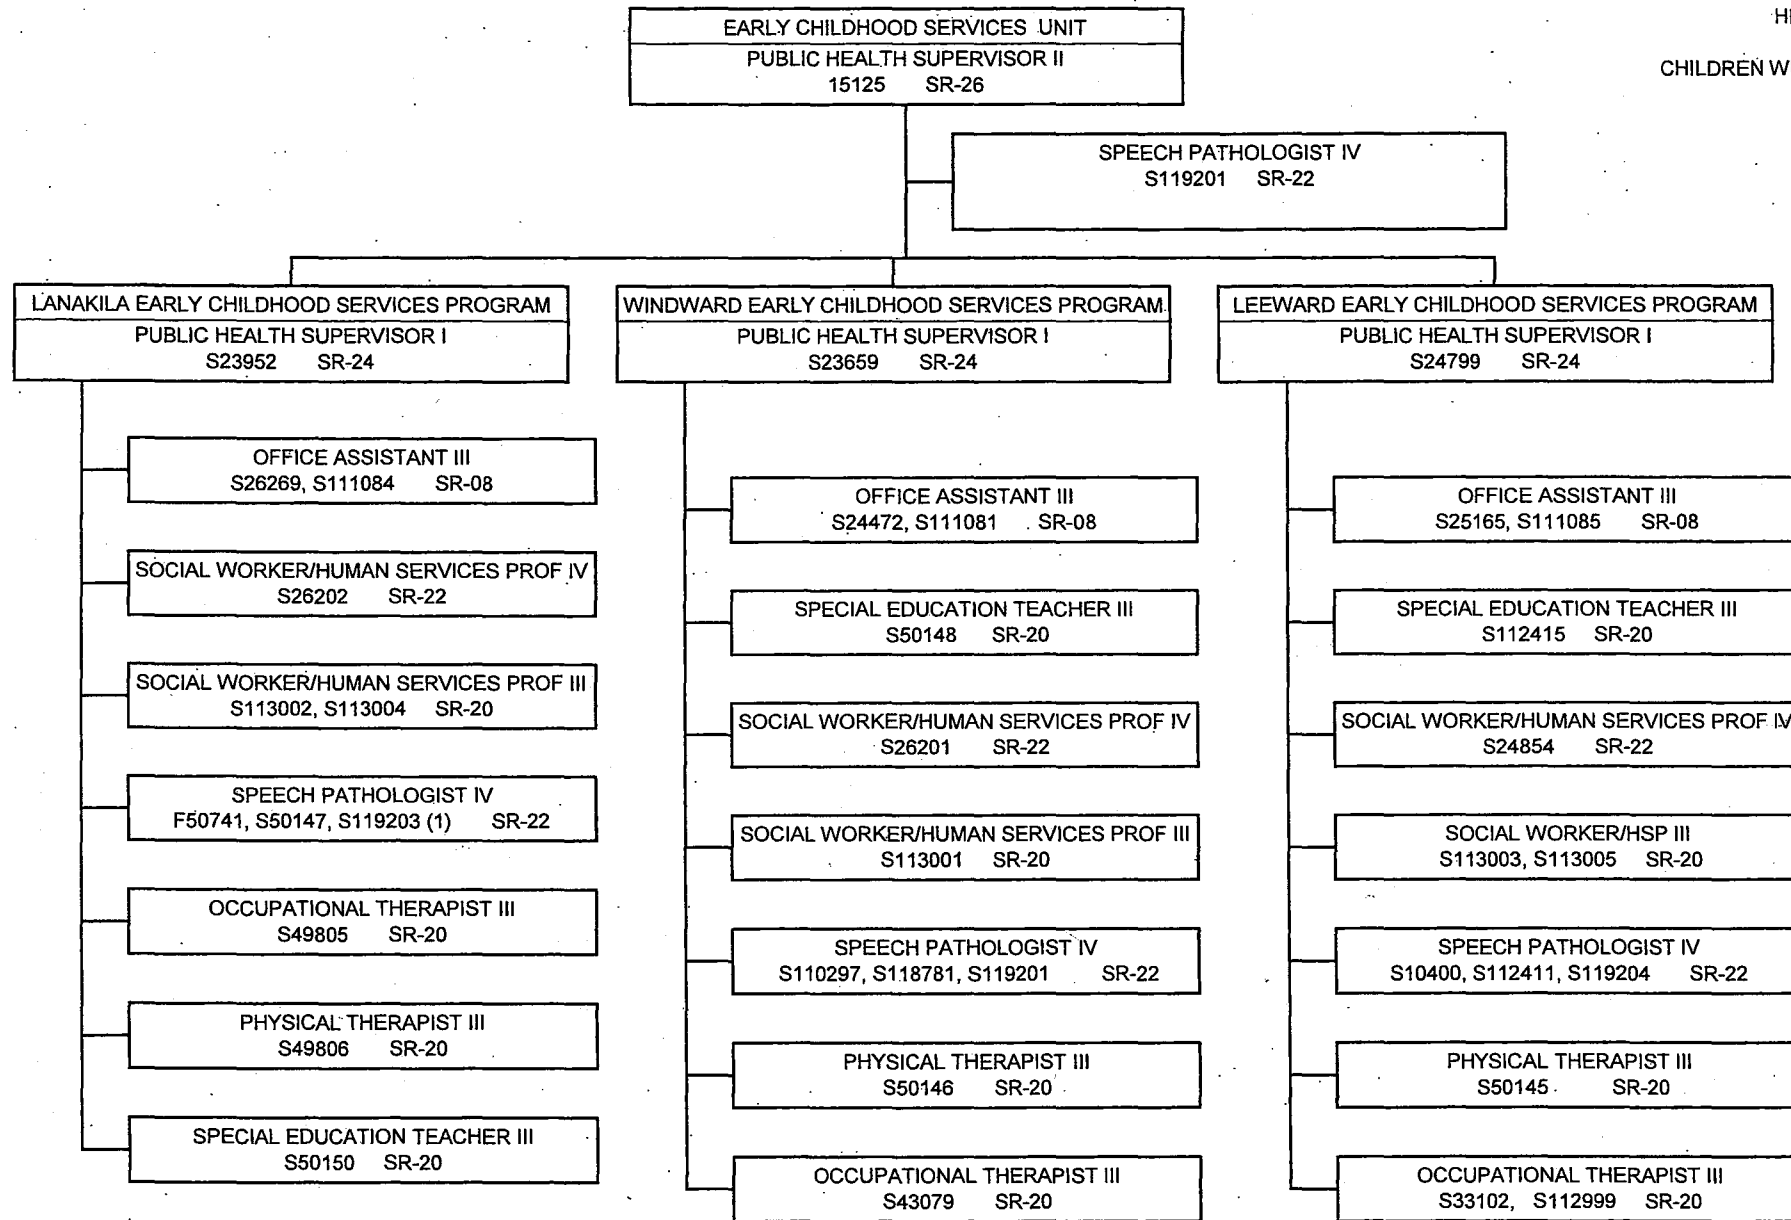 HI
CHILDREN W
EARLY CHILDHOOD SERVICES UNIT
PUBLIC HEALTH SUPERVISOR II
15125 SR-26
SPEECH PATHOLOGIST IV
S119201 SR-22
LANAKILA EARLY CHILDHOOD SERVICES PROGRAM
PUBLIC HEALTH SUPERVISOR I
S23952 SR-24
OFFICE ASSISTANT III
S26269, S111084 SR-08
SOCIAL WORKER/HUMAN SERVICES PROF IV
S26202 SR-22
SOCIAL WORKER/HUMAN SERVICES PROF III
S113002, S113004 SR-20
SPEECH PATHOLOGIST IV
F50741, S50147, S119203 (1) SR-22
OCCUPATIONAL THERAPIST III
S49805 SR-20
PHYSICAL THERAPIST III
S49806 SR-20
SPECIAL EDUCATION TEACHER III
S50150 SR-20
WINDWARD EARLY CHILDHOOD SERVICES PROGRAM
PUBLIC HEALTH SUPERVISOR I
S23659 SR-24
OFFICE ASSISTANT III
S24472, S111081 SR-08
SPECIAL EDUCATION TEACHER III
S50148 SR-20
SOCIAL WORKER/HUMAN SERVICES PROF IV
S26201 SR-22
SOCIAL WORKER/HUMAN SERVICES PROF III
S113001 SR-20
SPEECH PATHOLOGIST IV
S110297, S118781, S119201 SR-22
PHYSICAL THERAPIST III
S50146 SR-20
OCCUPATIONAL THERAPIST III
S43079 SR-20
LEEWARD EARLY CHILDHOOD SERVICES PROGRAM
PUBLIC HEALTH SUPERVISOR I
S24799 SR-24
OFFICE ASSISTANT III
S25165, S111085 SR-08
SPECIAL EDUCATION TEACHER III
S112415 SR-20
SOCIAL WORKER/HUMAN SERVICES PROF IV
S24854 SR-22
SOCIAL WORKER/HSP III
S113003, S113005 SR-20
SPEECH PATHOLOGIST IV
S10400, S112411, S119204 SR-22
PHYSICAL THERAPIST III
S50145 SR-20
OCCUPATIONAL THERAPIST III
S33102, S112999 SR-20